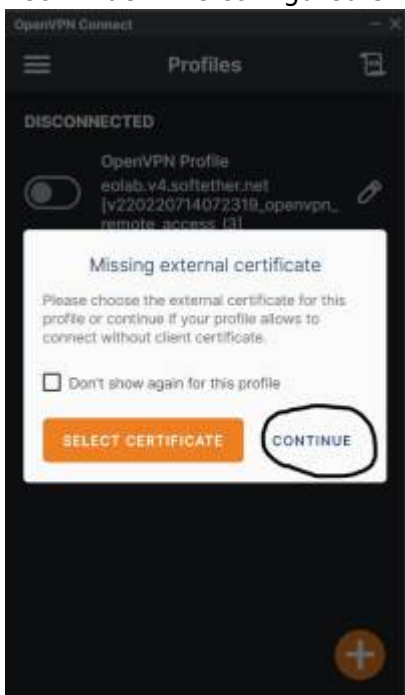 OpenVPN Connect
Profiles
DISCONNECTED
OpenVPN Profile
eolab.v4.softether.net
[v220220714072319_openvpn_
remote_access_l3]
Missing external certificate
Please choose the external certificate for this
profile or continue if your profile allows to
connect without client certificate.
Don't show again for this profile
SELECT CERTIFICATE
CONTINUE